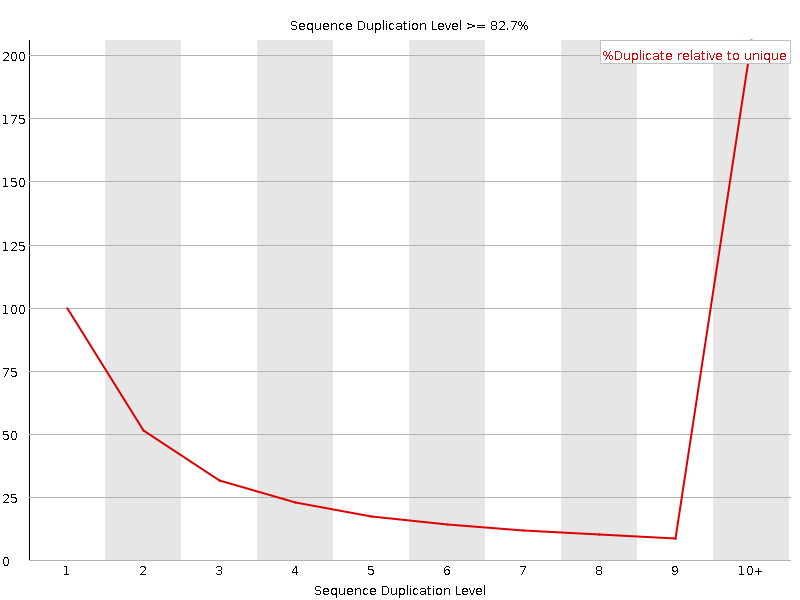 Sequence Duplication Level >= 82.7%
%Duplicate relative to unique
200
175
150
125
100
75
50
25
0
1 2 3 4 5 6 7 8 9 10+
Sequence Duplication Level